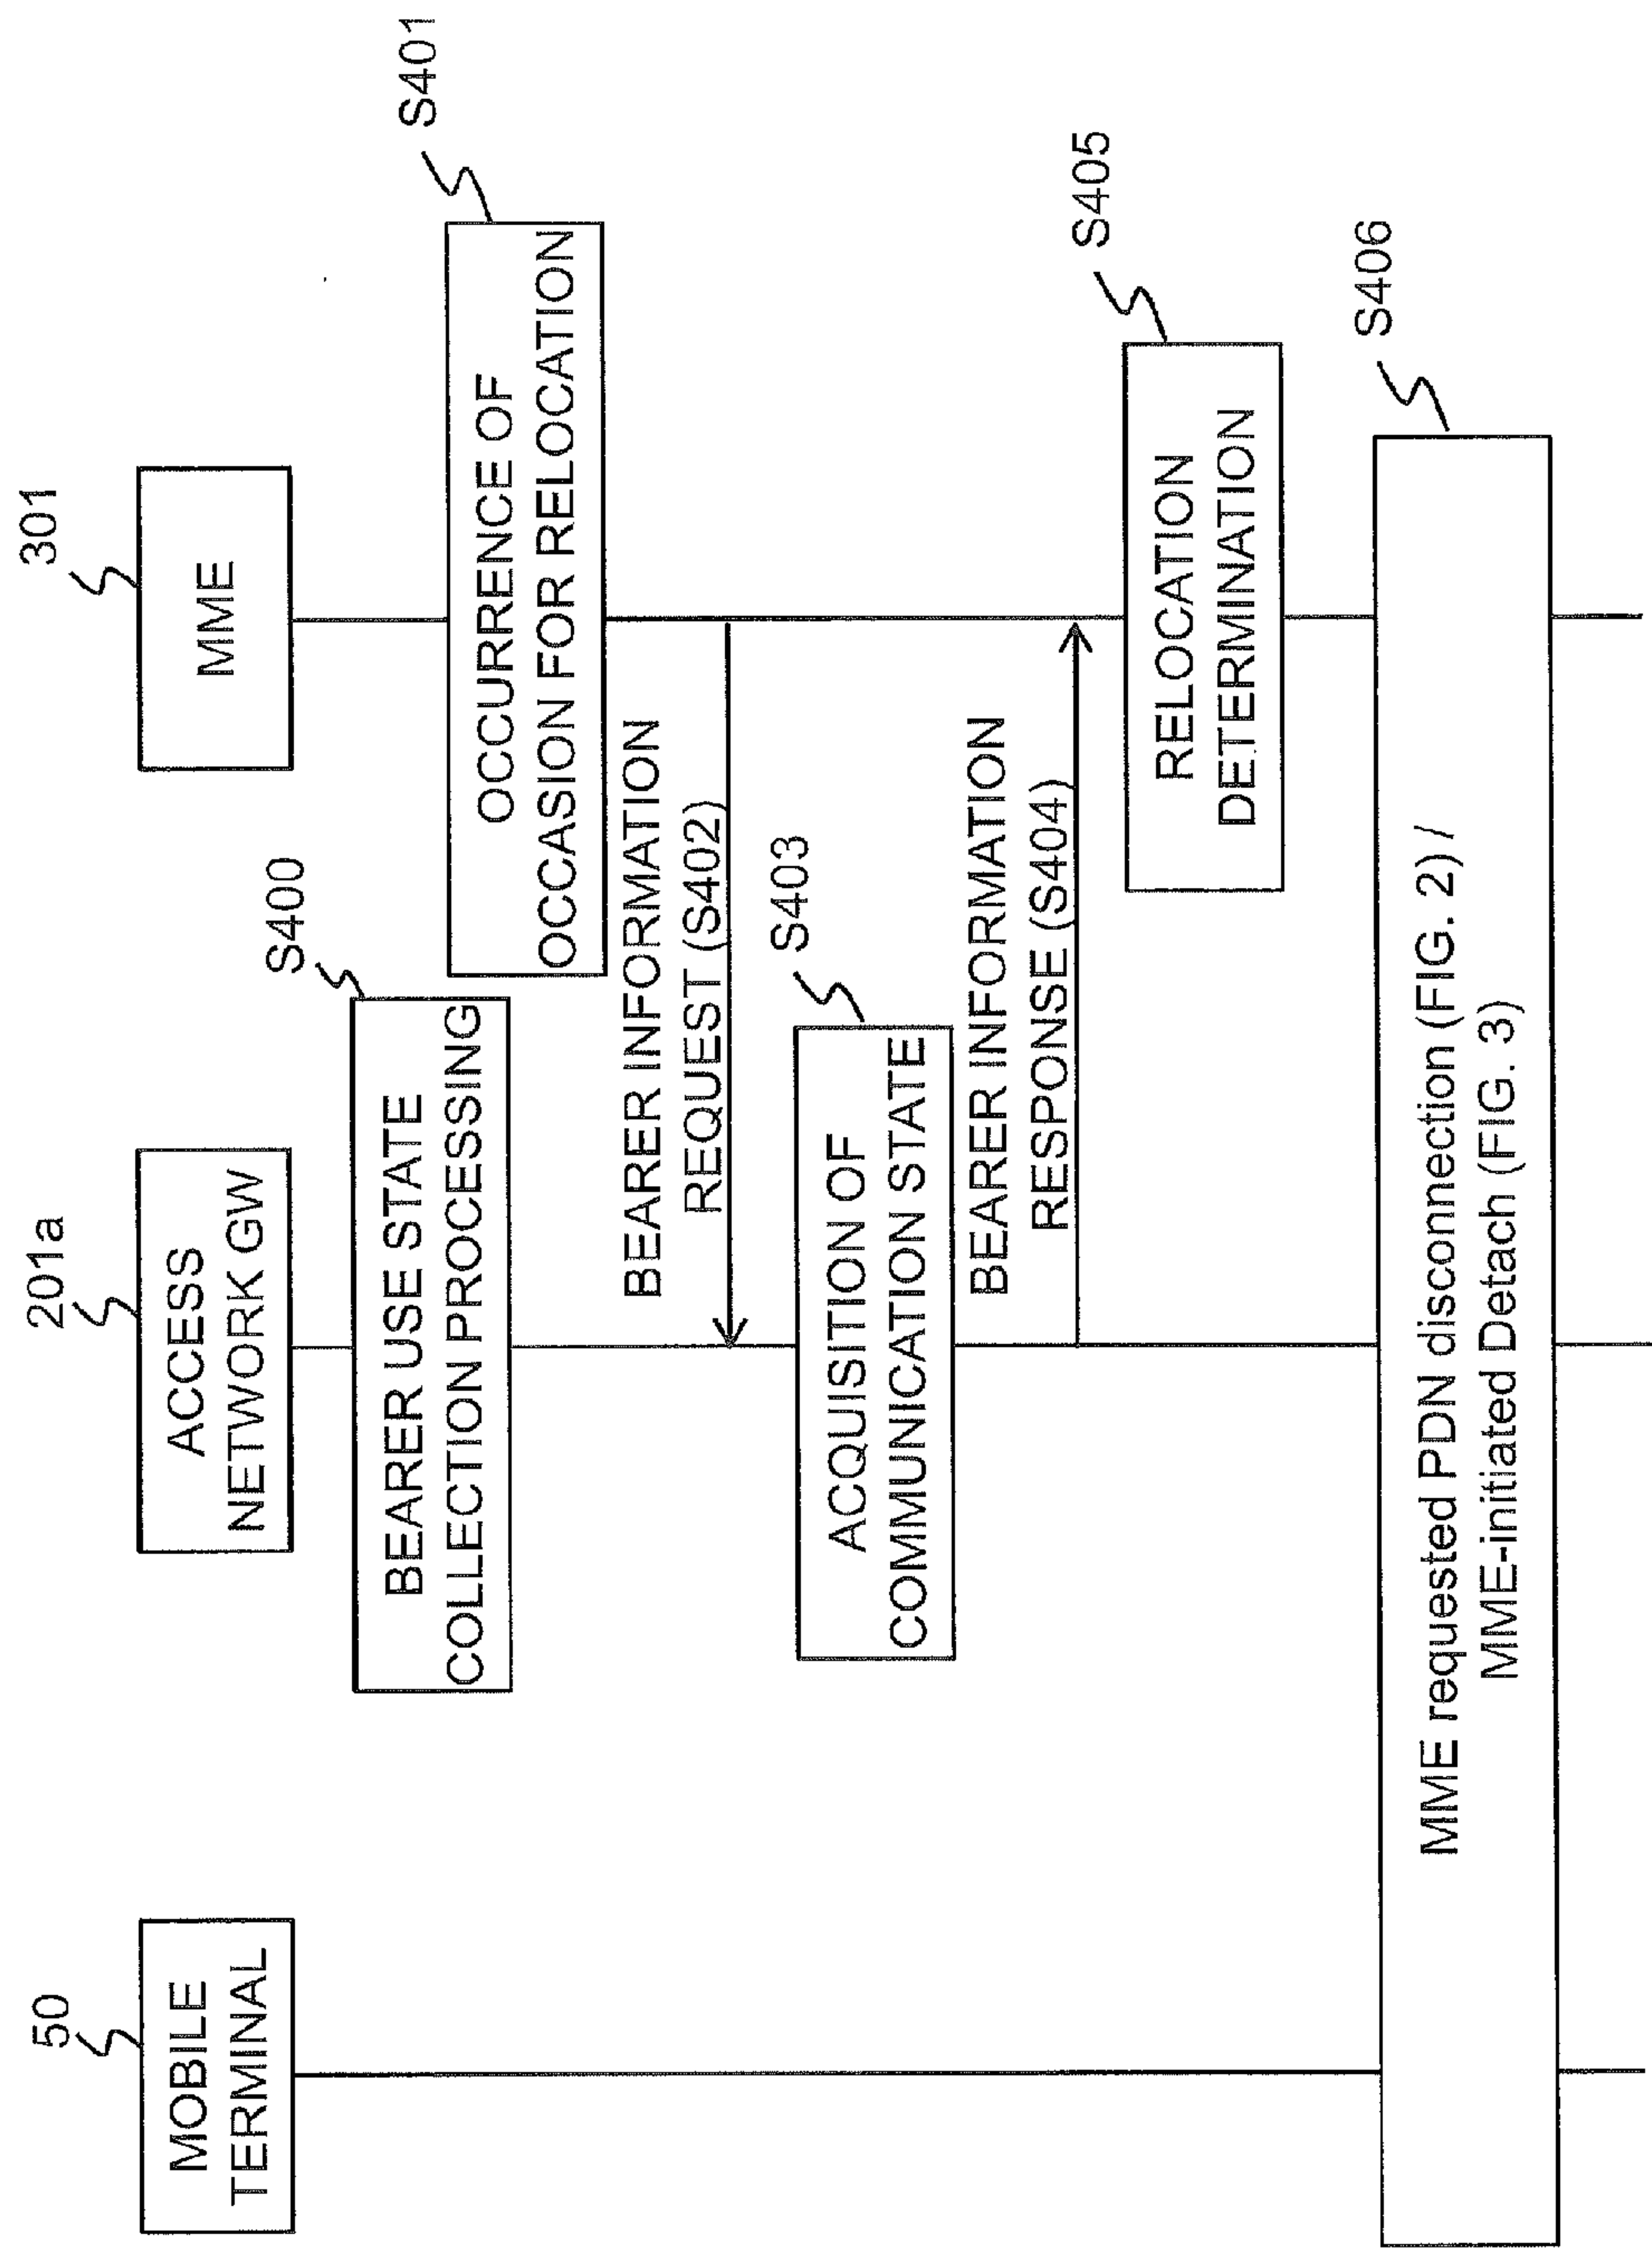 50
MOBILE
TERMINAL
201a
ACCESS
NETWORK GW
301
MME
S400
BEARER USE STATE
COLLECTION PROCESSING
S401
OCCURRENCE OF
OCCASION FOR RELOCATION
BEARER INFORMATION
REQUEST (S402)
S403
ACQUISITION OF
COMMUNICATION STATE
BEARER INFORMATION
RESPONSE (S404)
S405
RELOCATION
DETERMINATION
S406
MME requested PDN disconnection (FIG. 2) /
MME-initiated Detach (FIG. 3)